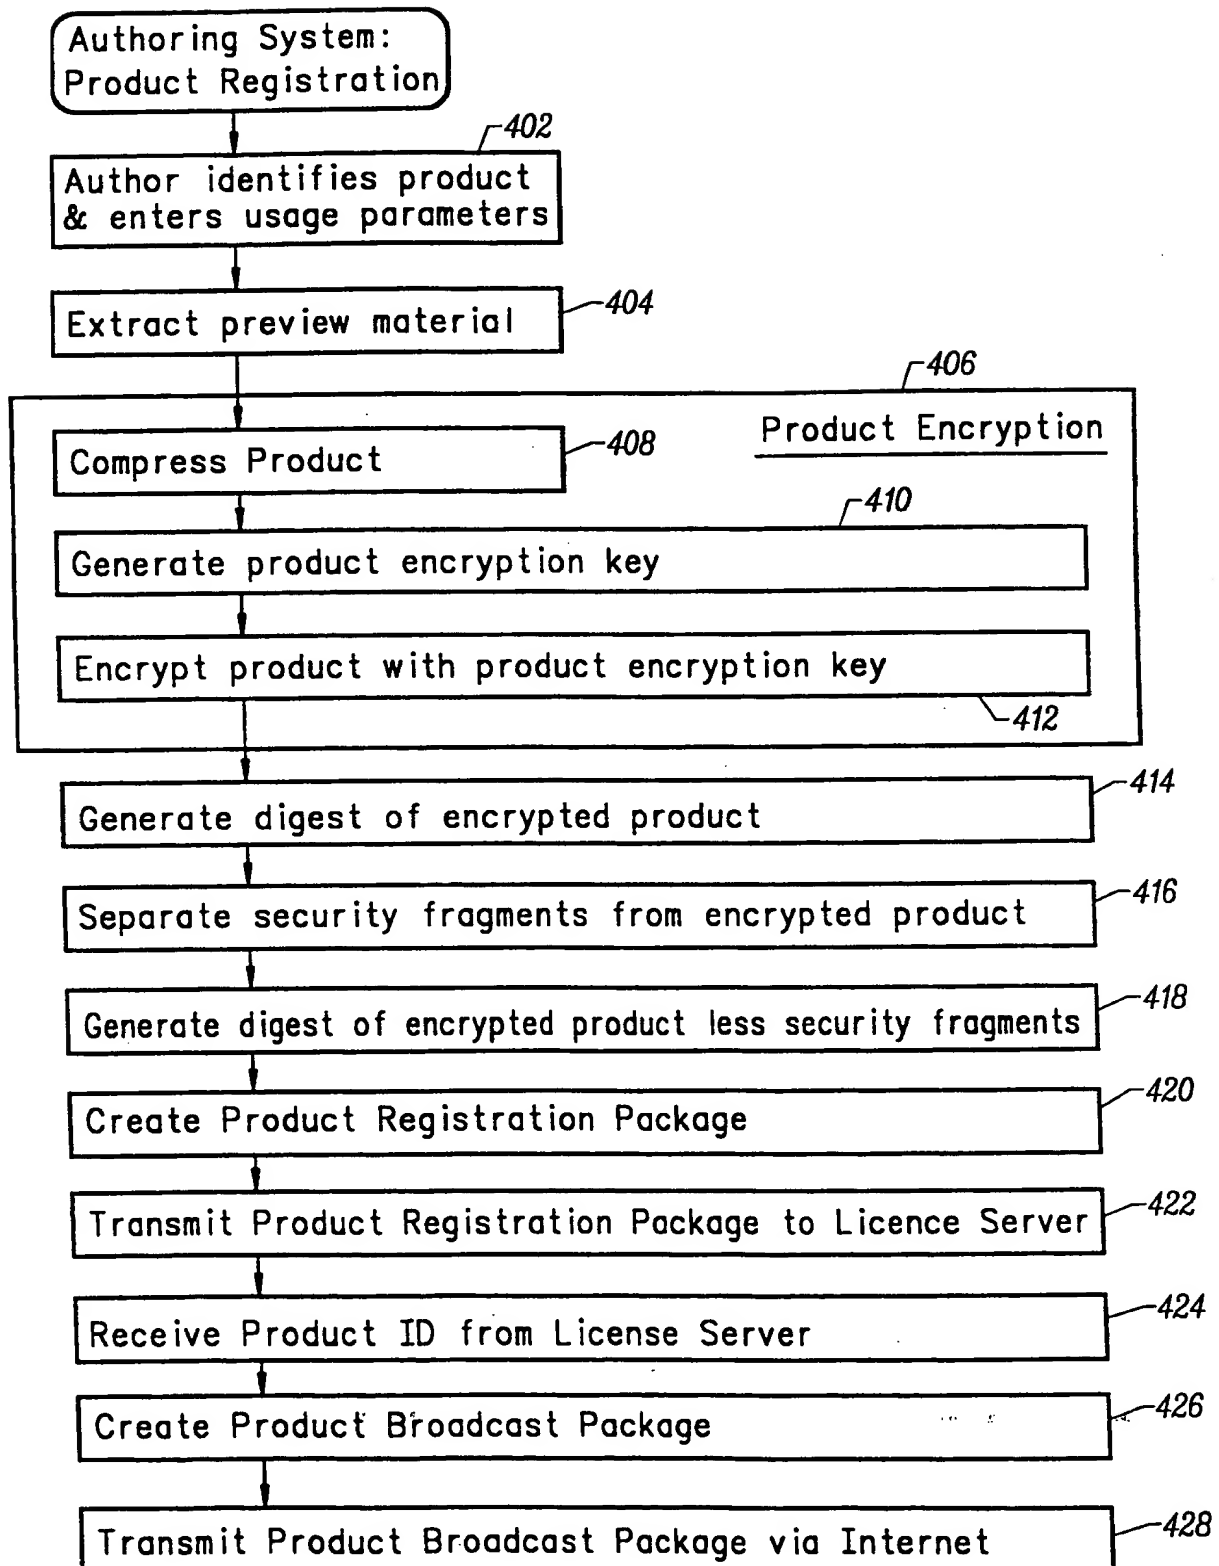 Authoring System:
Product Registration
402
Author identifies product
& enters usage parameters
404
Extract preview material
406
Product Encryption
408
Compress Product
410
Generate product encryption key
Encrypt product with product encryption key
412
414
Generate digest of encrypted product
416
Separate security fragments from encrypted product
418
Generate digest of encrypted product less security fragments
420
Create Product Registration Package
422
Transmit Product Registration Package to Licence Server
424
Receive Product ID from License Server
426
Create Product Broadcast Package
428
Transmit Product Broadcast Package via Internet